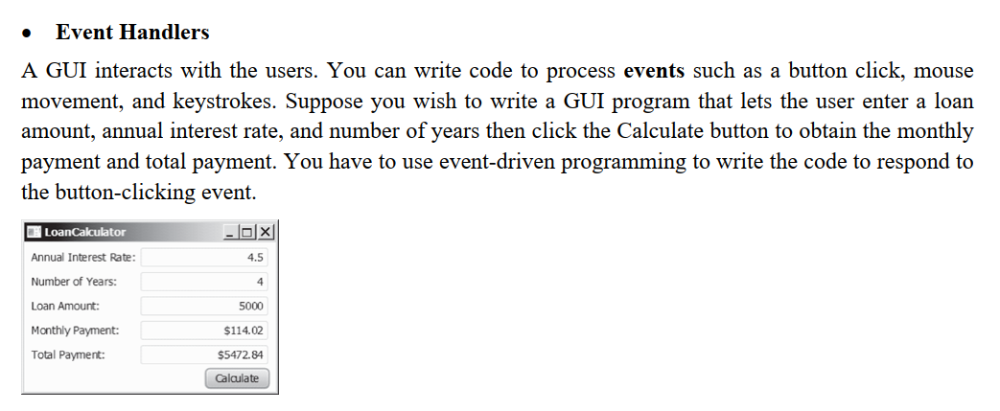 • Event Handlers
A GUI interacts with the users. You can write code to process events such as a button click, mouse
movement, and keystrokes. Suppose you wish to write a GUI program that lets the user enter a loan
amount, annual interest rate, and number of years then click the Calculate button to obtain the monthly
payment and total payment. You have to use event-driven programming to write the code to respond to
the button-clicking event.
LoanCalculator
Annual Interest Rate: 4.5
Number of Years: 4
Loan Amount: 5000
Monthly Payment: $114.02
Total Payment: $5472.84
Calculate